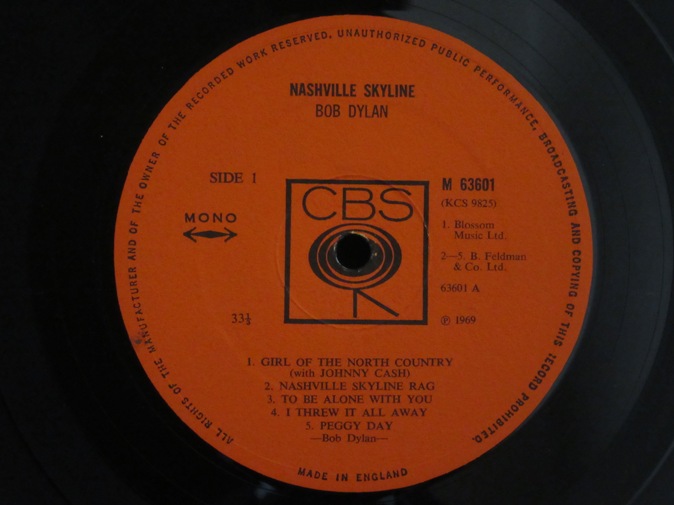 ALL RIGHTS OF THE MANUFACTURER AND OF THE OWNER OF THE RECORDED WORK RESERVED, UNAUTHORIZED PUBLIC PERFORMANCE, BROADCASTING AND COPYING OF THIS RECORD PROHIBITED.
NASHVILLE SKYLINE
BOB DYLAN
SIDE 1
MONO
33⅓
CBS
M 63601
(KCS 9825)
1. Blossom
Music Ltd.
2—5. B. Feldman
& Co. Ltd.
63601 A
℗ 1969
1. GIRL OF THE NORTH COUNTRY
(with JOHNNY CASH)
2. NASHVILLE SKYLINE RAG
3. TO BE ALONE WITH YOU
4. I THREW IT ALL AWAY
5. PEGGY DAY
—Bob Dylan—
MADE IN ENGLAND